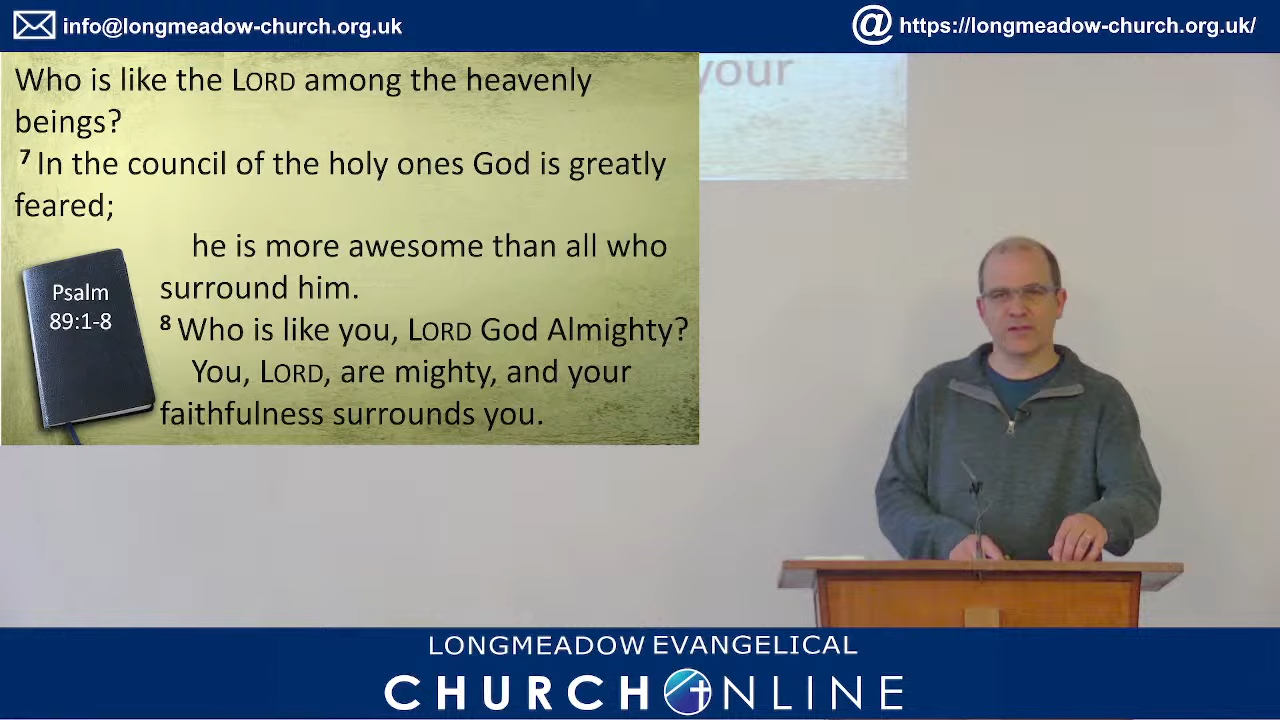 info@longmeadow-church.org.uk
https://longmeadow-church.org.uk/
Who is like the LORD among the heavenly
beings?
7 In the council of the holy ones God is greatly
feared;
he is more awesome than all who
surround him.
8 Who is like you, LORD God Almighty?
You, LORD, are mighty, and your
faithfulness surrounds you.
Psalm
89:1-8
your
LONGMEADOW EVANGELICAL
CHURCH ONLINE